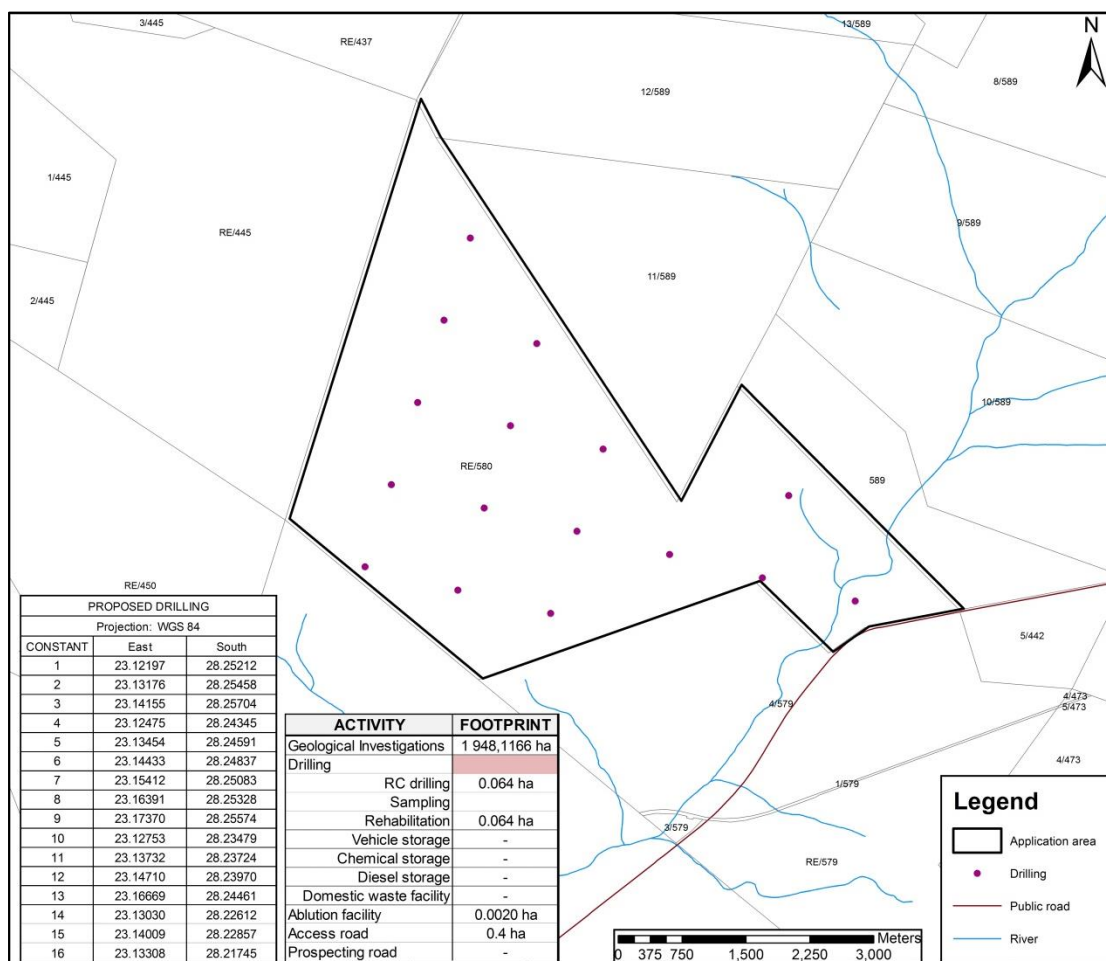 3/445
RE/437
13/589
N
12/589
8/589
1/445
RE/445
9/589
2/445
11/589
10/589
RE/580
589
RE/450
5/442
4/473
5/473
4/579
4/473
1/579
3/579
RE/579
PROPOSED DRILLING
Projection: WGS 84
CONSTANT East South
1 23.12197 28.25212
2 23.13176 28.25458
3 23.14155 28.25704
4 23.12475 28.24345
5 23.13454 28.24591
6 23.14433 28.24837
7 23.15412 28.25083
8 23.16391 28.25328
9 23.17370 28.25574
10 23.12753 28.23479
11 23.13732 28.23724
12 23.14710 28.23970
13 23.16669 28.24461
14 23.13030 28.22612
15 23.14009 28.22857
16 23.13308 28.21745
ACTIVITY FOOTPRINT
Geological Investigations 1 948,1166 ha
Drilling
RC drilling 0.064 ha
Sampling
Rehabilitation 0.064 ha
Vehicle storage -
Chemical storage -
Diesel storage -
Domestic waste facility -
Ablution facility 0.0020 ha
Access road 0.4 ha
Prospecting road -
Meters
0 375 750 1,500 2,250 3,000
Legend
Application area
Drilling
Public road
River